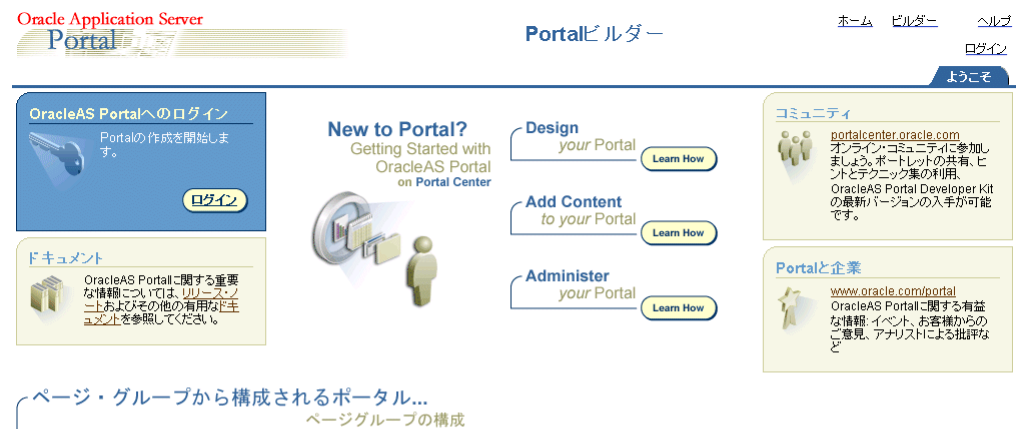 Oracle Application Server
Portal
Portalビルダー
ホーム ビルダー ヘルプ
ログイン
ようこそ
OracleAS Portalへのログイン
Portalの作成を開始しま
す。
ログイン
ドキュメント
OracleAS Portalに関する重要
な情報については、リリース・ノ
ートおよびその他の有用なドキ
ュメントを参照してください。
New to Portal?
Getting Started with
OracleAS Portal
on Portal Center
Design
your Portal
Learn How
Add Content
to your Portal
Learn How
Administer
your Portal
Learn How
コミュニティ
portalcenter.oracle.com
オンライン・コミュニティに参加し
ましょう。ポートレットの共有、ヒ
ントとテクニック集の利用、
OracleAS Portal Developer Kit
の最新バージョンの入手が可能
です。
Portalと企業
www.oracle.com/portal
OracleAS Portalに関する有益
な情報: イベント、お客様からの
ご意見、アナリストによる批評な
ど
ページ・グループから構成されるポータル...
ページグループの構成